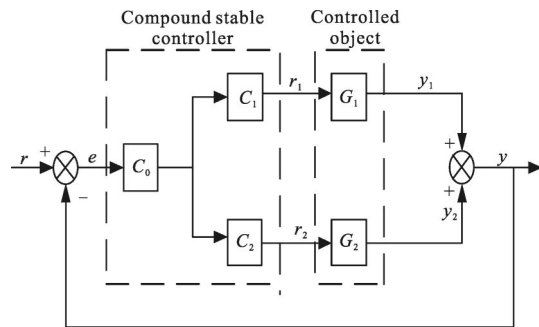 Compound stable
controller
Controlled
object
C₁
r₁
G₁
y₁
r
+
e
−
C₀
+
y
+
y₂
C₂
r₂
G₂